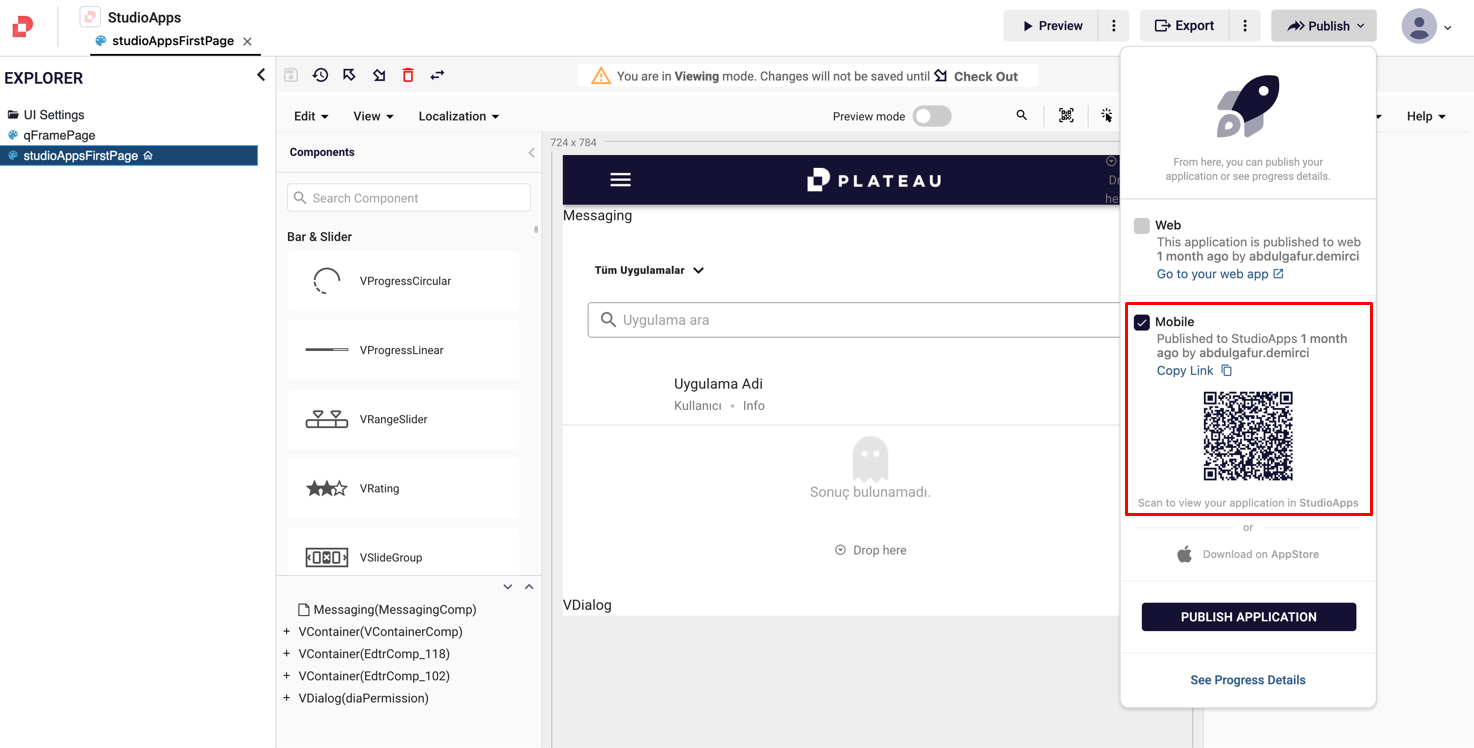 StudioApps
studioAppsFirstPage
Preview
Export
Publish
EXPLORER
UI Settings
qFramePage
studioAppsFirstPage
You are in Viewing mode. Changes will not be saved until Check Out
Edit
View
Localization
Preview mode
Help
Components
Search Component
Bar & Slider
VProgressCircular
VProgressLinear
VRangeSlider
VRating
VSlideGroup
Messaging(MessagingComp)
+ VContainer(VContainerComp)
+ VContainer(EdtrComp_118)
+ VContainer(EdtrComp_102)
+ VDialog(diaPermission)
724 x 784
PLATEAU
Dr
he
Messaging
Tüm Uygulamalar
Uygulama ara
Uygulama Adi
Kullanıcı • Info
Sonuç bulunamadı.
Drop here
VDialog
From here, you can publish your
application or see progress details.
Web
This application is published to web
1 month ago by abdulgafur.demirci
Go to your web app
Mobile
Published to StudioApps 1 month
ago by abdulgafur.demirci
Copy Link
Scan to view your application in StudioApps
or
Download on AppStore
PUBLISH APPLICATION
See Progress Details